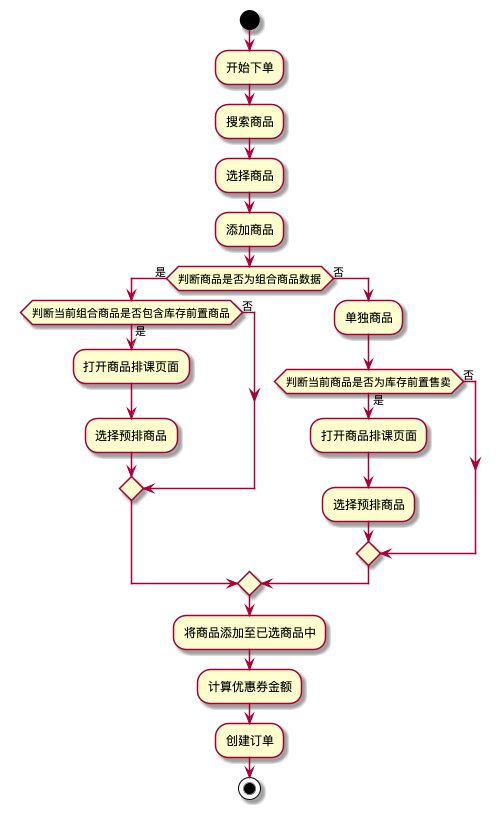 开始下单
搜索商品
选择商品
添加商品
是
判断商品是否为组合商品数据
否
判断当前组合商品是否包含库存前置商品
否
是
打开商品排课页面
选择预排商品
单独商品
判断当前商品是否为库存前置售卖
否
是
打开商品排课页面
选择预排商品
将商品添加至已选商品中
计算优惠券金额
创建订单